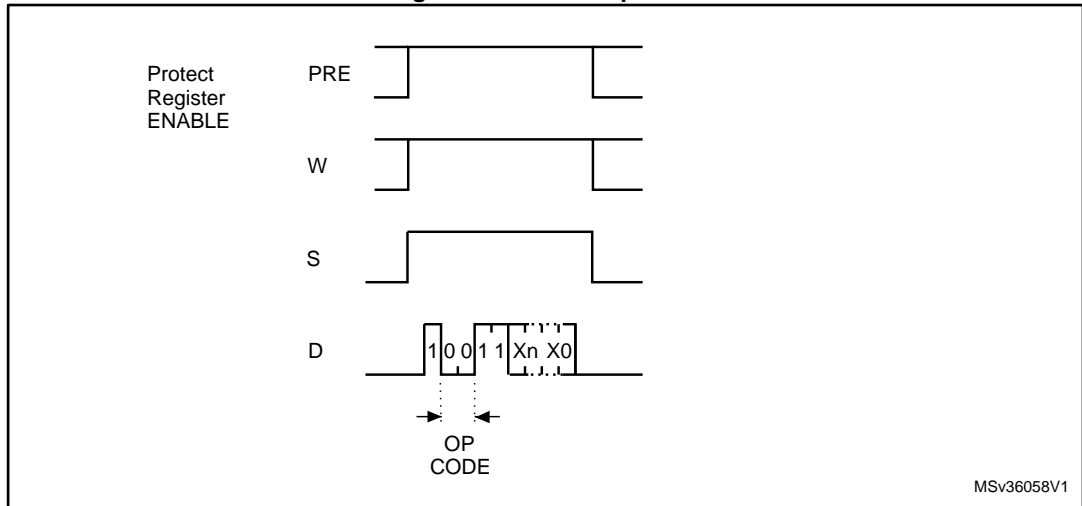 Protect
Register
ENABLE
PRE
W
S
D
1 0 0 1 1 Xn X0
OP
CODE
MSv36058V1